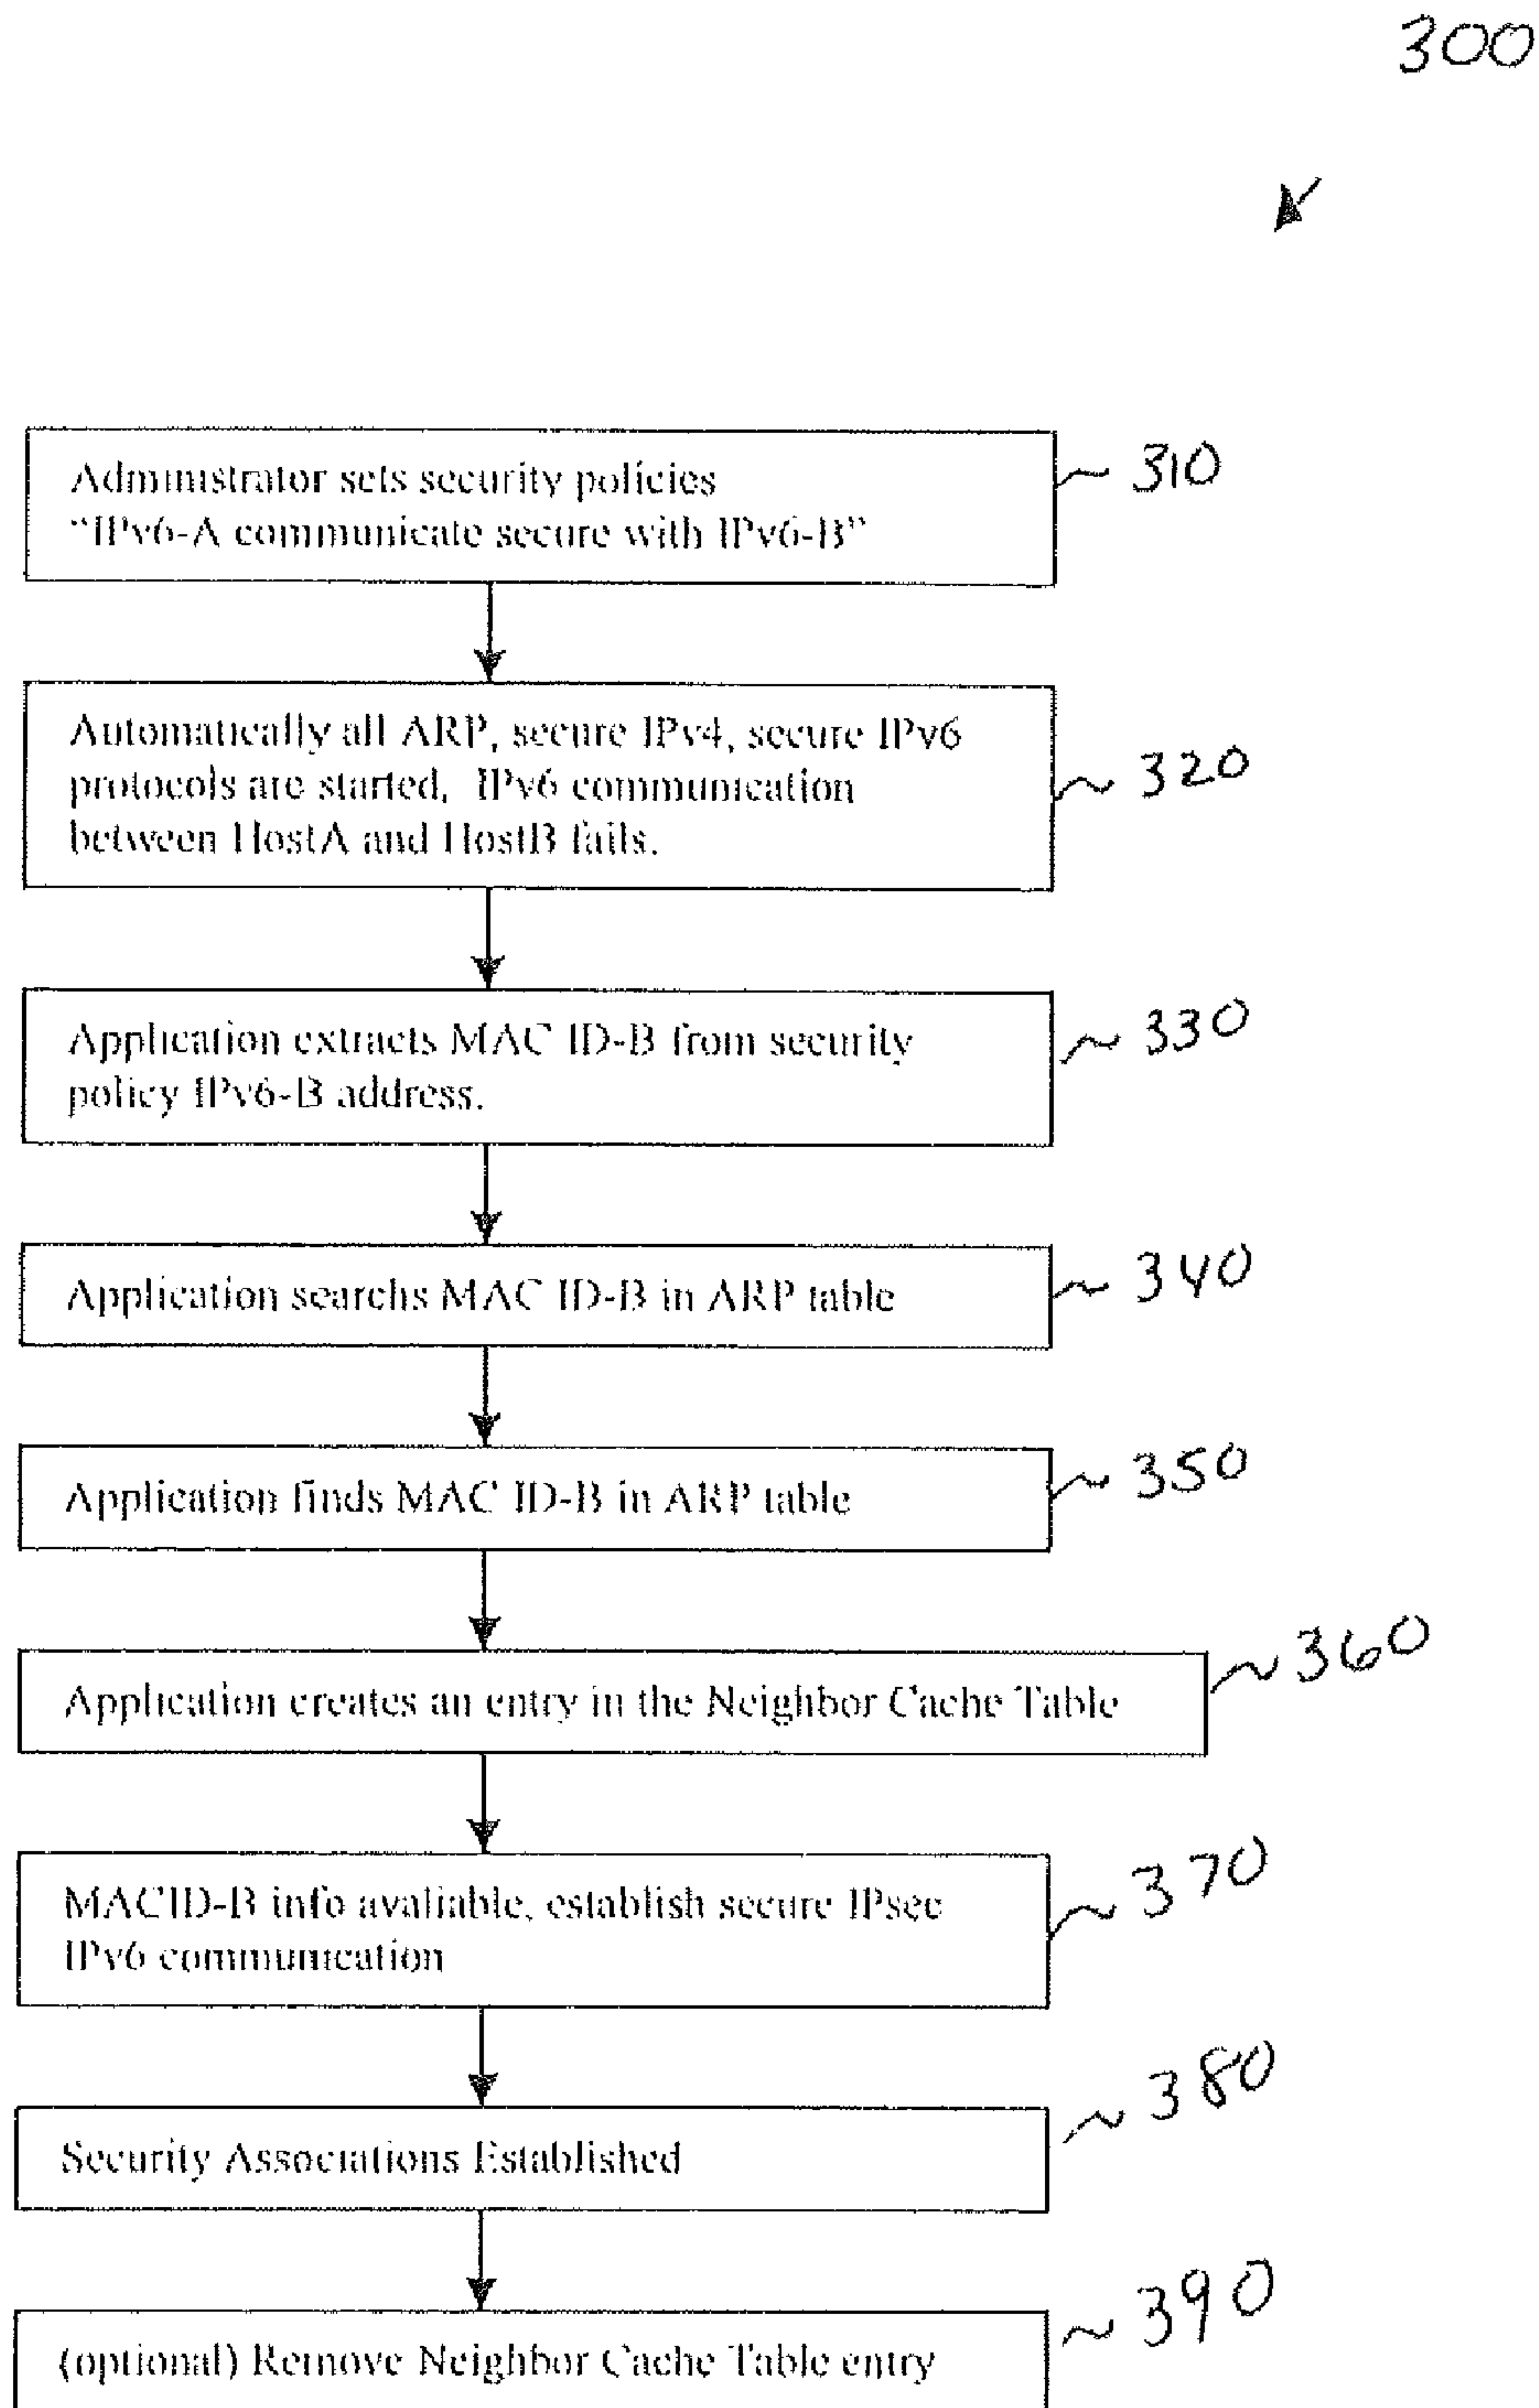 300
Administrator sets security policies
“IPv6-A communicate secure with IPv6-B”
310
Automatically all ARP, secure IPv4, secure IPv6
protocols are started, IPv6 communication
between HostA and HostB fails.
320
Application extracts MAC ID-B from security
policy IPv6-B address.
330
Application searchs MAC ID-B in ARP table
340
Application finds MAC ID-B in ARP table
350
Application creates an entry in the Neighbor Cache Table
360
MACID-B info avaliable, establish secure IPsec
IPv6 communication
370
Security Associations Established
380
(optional) Remove Neighbor Cache Table entry
390